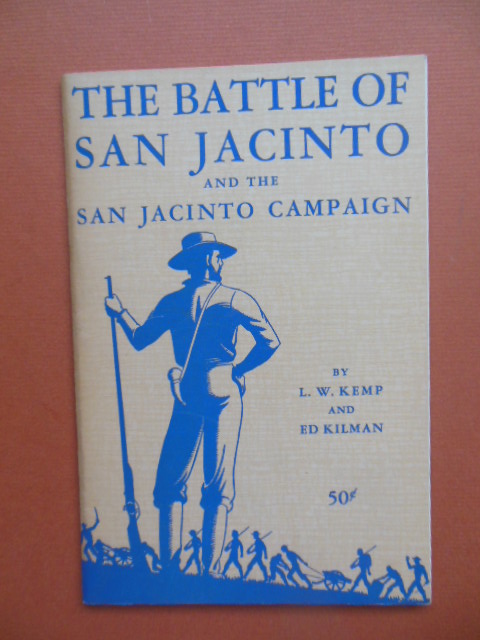 THE BATTLE OF
SAN JACINTO
AND THE
SAN JACINTO CAMPAIGN
BY
L. W. KEMP
AND
ED KILMAN
50¢